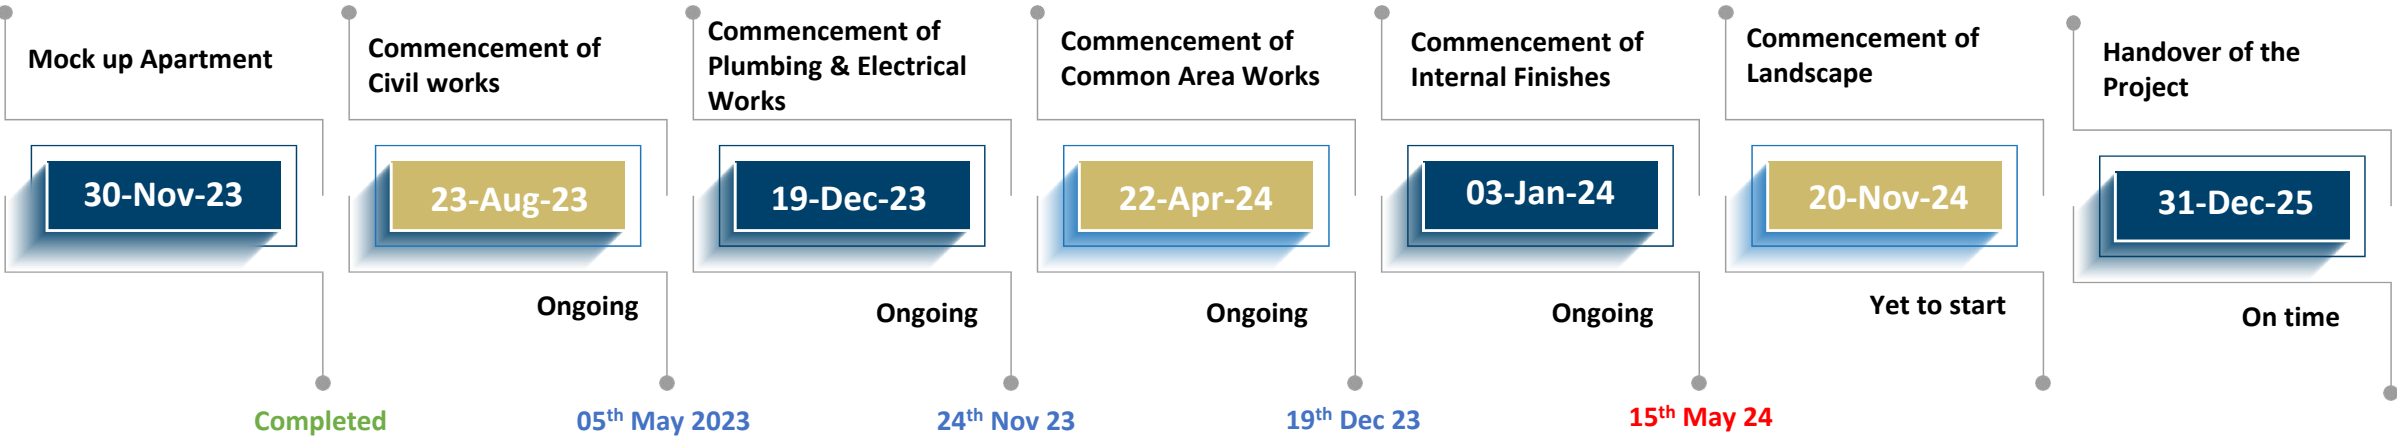 Mock up Apartment
30-Nov-23
Completed
Commencement of
Civil works
23-Aug-23
Ongoing
05th May 2023
Commencement of
Plumbing & Electrical
Works
19-Dec-23
Ongoing
24th Nov 23
Commencement of
Common Area Works
22-Apr-24
Ongoing
19th Dec 23
Commencement of
Internal Finishes
03-Jan-24
Ongoing
15th May 24
Commencement of
Landscape
20-Nov-24
Yet to start
Handover of the
Project
31-Dec-25
On time